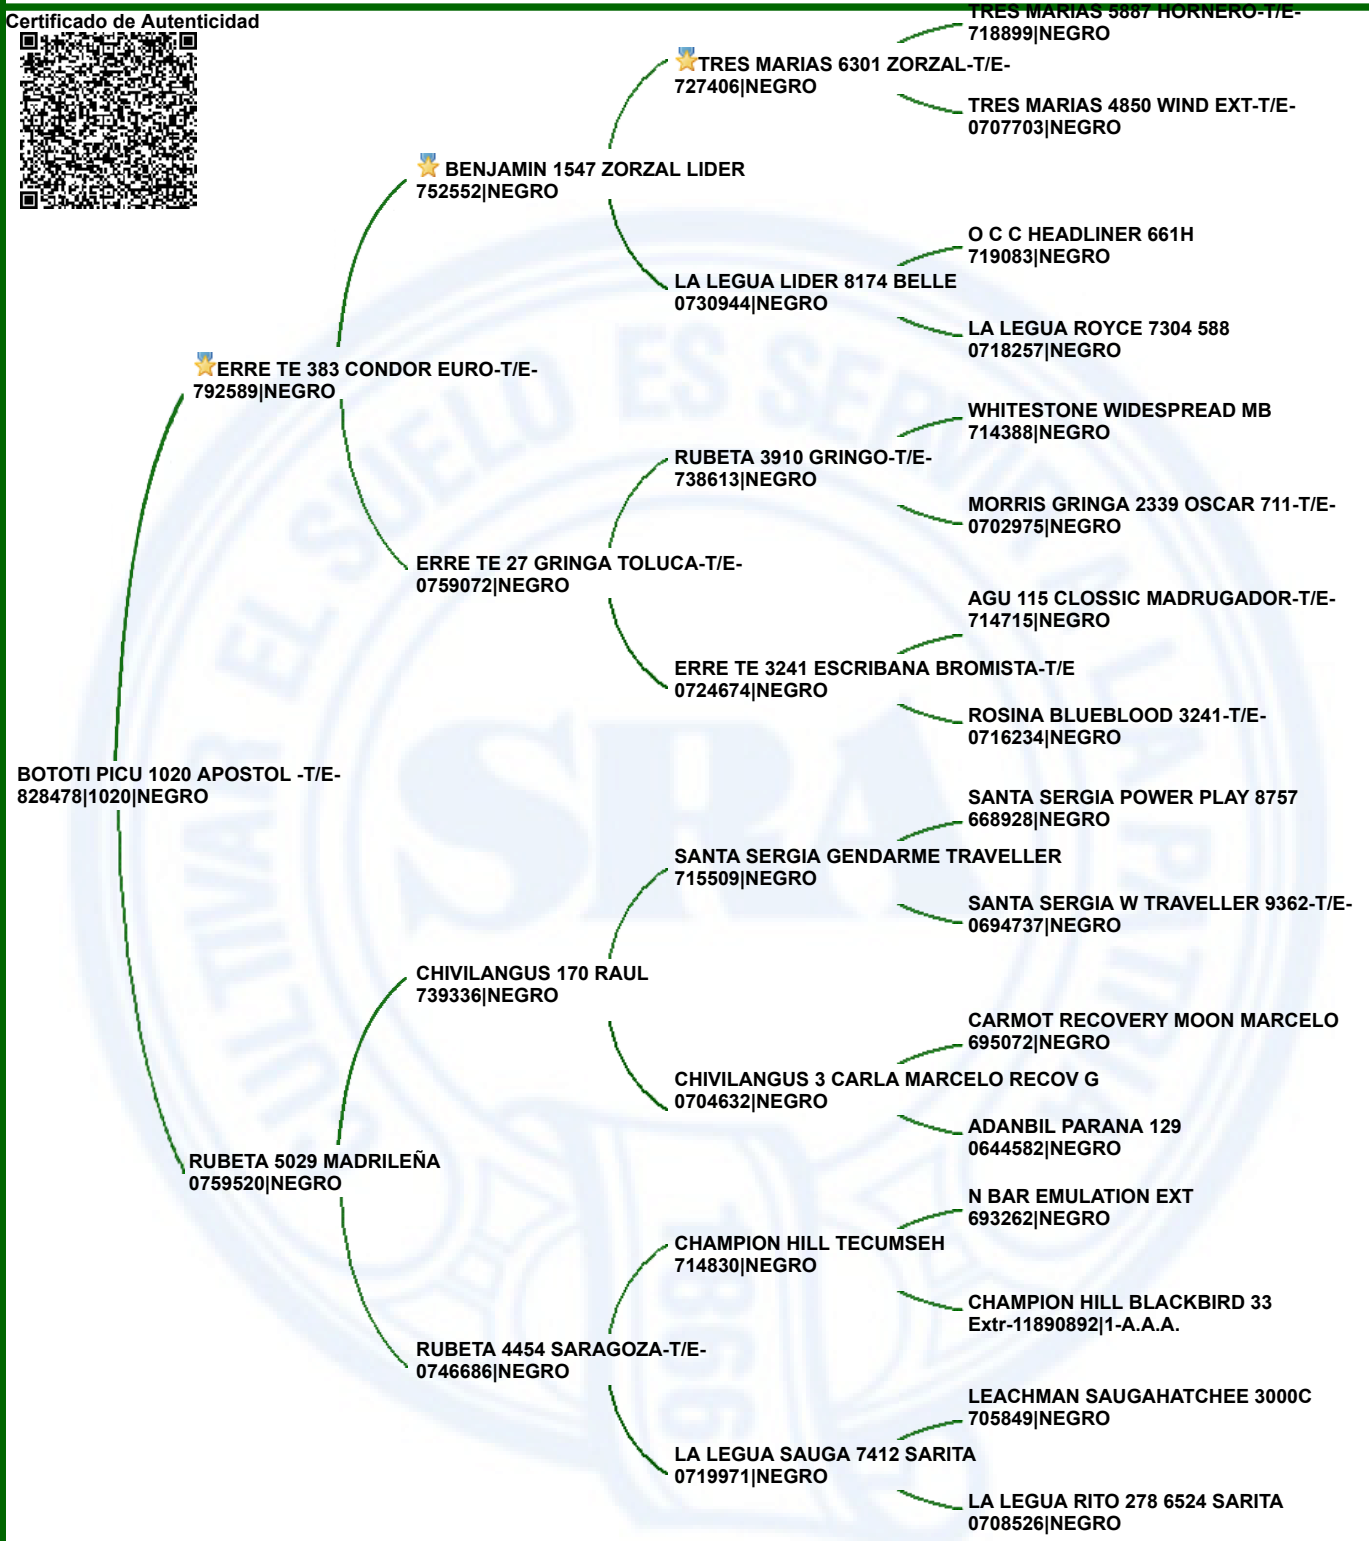 Certificado de Autenticidad
TRES MARIAS 5887 HORNERO-T/E-
718899|NEGRO
TRES MARIAS 6301 ZORZAL-T/E-
727406|NEGRO
TRES MARIAS 4850 WIND EXT-T/E-
0707703|NEGRO
BENJAMIN 1547 ZORZAL LIDER
752552|NEGRO
O C C HEADLINER 661H
719083|NEGRO
LA LEGUA LIDER 8174 BELLE
0730944|NEGRO
LA LEGUA ROYCE 7304 588
0718257|NEGRO
ERRE TE 383 CONDOR EURO-T/E-
792589|NEGRO
WHITESTONE WIDESPREAD MB
714388|NEGRO
RUBETA 3910 GRINGO-T/E-
738613|NEGRO
MORRIS GRINGA 2339 OSCAR 711-T/E-
0702975|NEGRO
ERRE TE 27 GRINGA TOLUCA-T/E-
0759072|NEGRO
AGU 115 CLOSSIC MADRUGADOR-T/E-
714715|NEGRO
ERRE TE 3241 ESCRIBANA BROMISTA-T/E
0724674|NEGRO
ROSINA BLUEBLOOD 3241-T/E-
0716234|NEGRO
BOTOTI PICU 1020 APOSTOL -T/E-
828478|1020|NEGRO
SANTA SERGIA POWER PLAY 8757
668928|NEGRO
SANTA SERGIA GENDARME TRAVELLER
715509|NEGRO
SANTA SERGIA W TRAVELLER 9362-T/E-
0694737|NEGRO
CHIVILANGUS 170 RAUL
739336|NEGRO
CARMOT RECOVERY MOON MARCELO
695072|NEGRO
CHIVILANGUS 3 CARLA MARCELO RECOV G
0704632|NEGRO
ADANBIL PARANA 129
0644582|NEGRO
RUBETA 5029 MADRILEÑA
0759520|NEGRO
N BAR EMULATION EXT
693262|NEGRO
CHAMPION HILL TECUMSEH
714830|NEGRO
CHAMPION HILL BLACKBIRD 33
Extr-11890892|1-A.A.A.
RUBETA 4454 SARAGOZA-T/E-
0746686|NEGRO
LEACHMAN SAUGAHATCHEE 3000C
705849|NEGRO
LA LEGUA SAUGA 7412 SARITA
0719971|NEGRO
LA LEGUA RITO 278 6524 SARITA
0708526|NEGRO
CULTIVAR EL SUELO ES SERVIR A LA PATRIA
SRA
1866